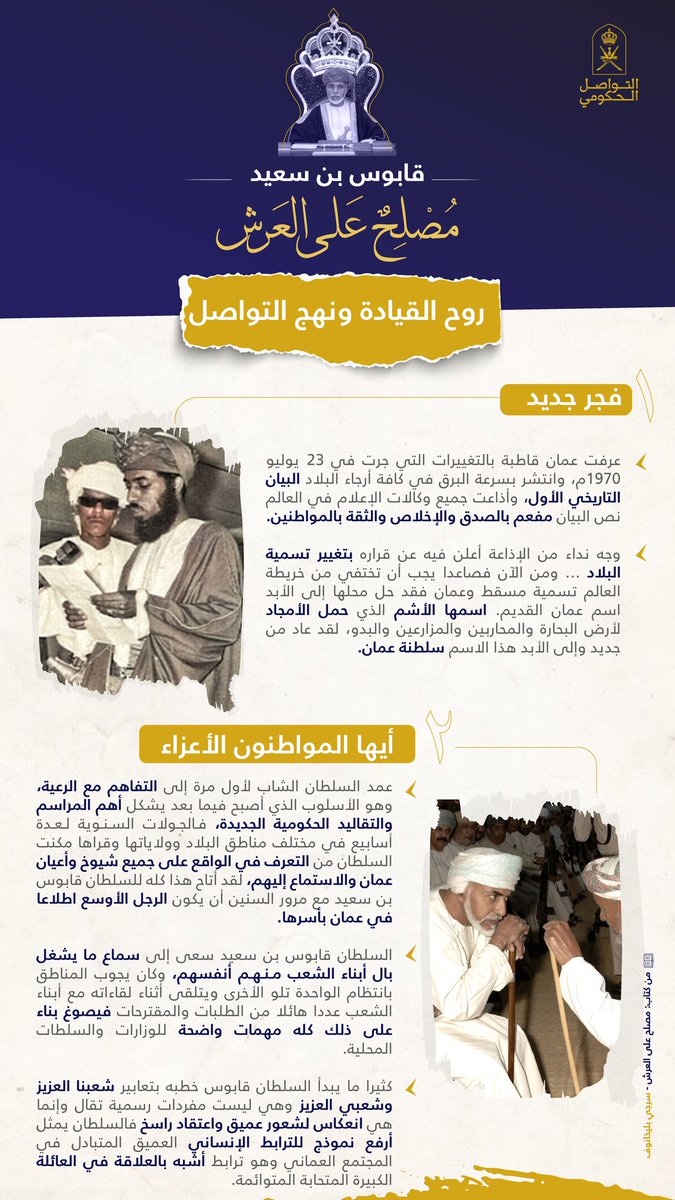 التواصل
الحكومي
قابوس بن سعيد
مُصْلِحٌ عَلى العَرش
روح القيادة ونهج التواصل
١
فجر جديد
عرفت عمان قاطبة بالتغييرات التي جرت في 23 يوليو
1970م، وانتشر بسرعة البرق في كافة أرجاء البلاد البيان
التاريخي الأول، وأذاعت جميع وكالات الإعلام في العالم
نص البيان مفعم بالصدق والإخلاص والثقة بالمواطنين.
وجه نداء من الإذاعة أعلن فيه عن قراره بتغيير تسمية
البلاد ... ومن الآن فصاعدا يجب أن تختفي من خريطة
العالم تسمية مسقط وعمان فقد حل محلها إلى الأبد
اسم عمان القديم. اسمها الأشم الذي حمل الأمجاد
لأرض البحارة والمحاربين والمزارعين والبدو، لقد عاد من
جديد وإلى الأبد هذا الاسم سلطنة عمان.
٢
أيها المواطنون الأعزاء
عمد السلطان الشاب لأول مرة إلى التفاهم مع الرعية،
وهو الأسلوب الذي أصبح فيما بعد يشكل أهم المراسم
والتقاليد الحكومية الجديدة، فالجولات السنوية لعدة
أسابيع في مختلف مناطق البلاد وولاياتها وقراها مكنت
السلطان من التعرف في الواقع على جميع شيوخ وأعيان
عمان والاستماع إليهم، لقد أتاح هذا كله للسلطان قابوس
بن سعيد مع مرور السنين أن يكون الرجل الأوسع اطلاعا
في عمان بأسرها.
السلطان قابوس بن سعيد سعى إلى سماع ما يشغل
بال أبناء الشعب منهم أنفسهم، وكان يجوب المناطق
بانتظام الواحدة تلو الأخرى ويتلقى أثناء لقاءاته مع أبناء
الشعب عددا هائلا من الطلبات والمقترحات فيصوغ بناء
على ذلك كله مهمات واضحة للوزارات والسلطات
المحلية.
كثيرا ما يبدأ السلطان قابوس خطبه بتعابير شعبنا العزيز
وشعبي العزيز وهي ليست مفردات رسمية تقال وإنما
هي انعكاس لشعور عميق واعتقاد راسخ فالسلطان يمثل
أرفع نموذج للترابط الإنساني العميق المتبادل في
المجتمع العماني وهو ترابط أشبه بالعلاقة في العائلة
الكبيرة المتحابة المتوائمة.
من كتاب: مصلح على العرش - سرجي بليخانوف